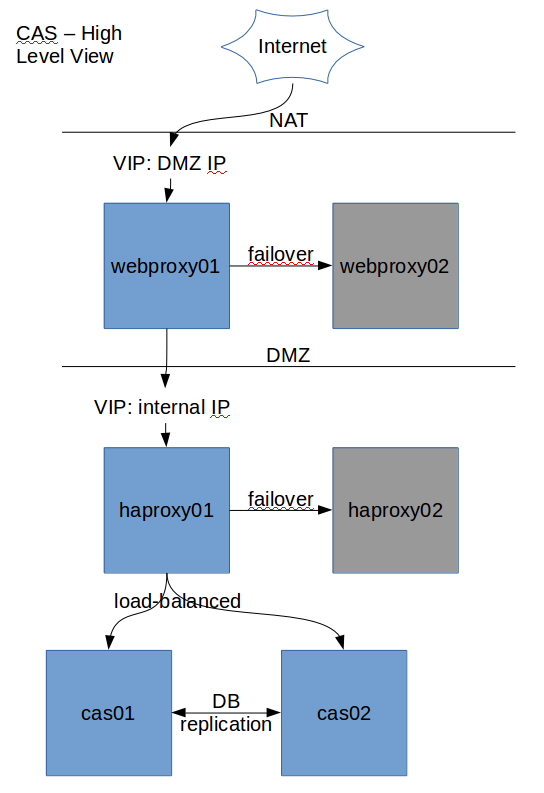 CAS – High
Level View
Internet
NAT
VIP: DMZ IP
webproxy01
failover
webproxy02
DMZ
VIP: internal IP
haproxy01
failover
haproxy02
load-balanced
cas01
DB
replication
cas02